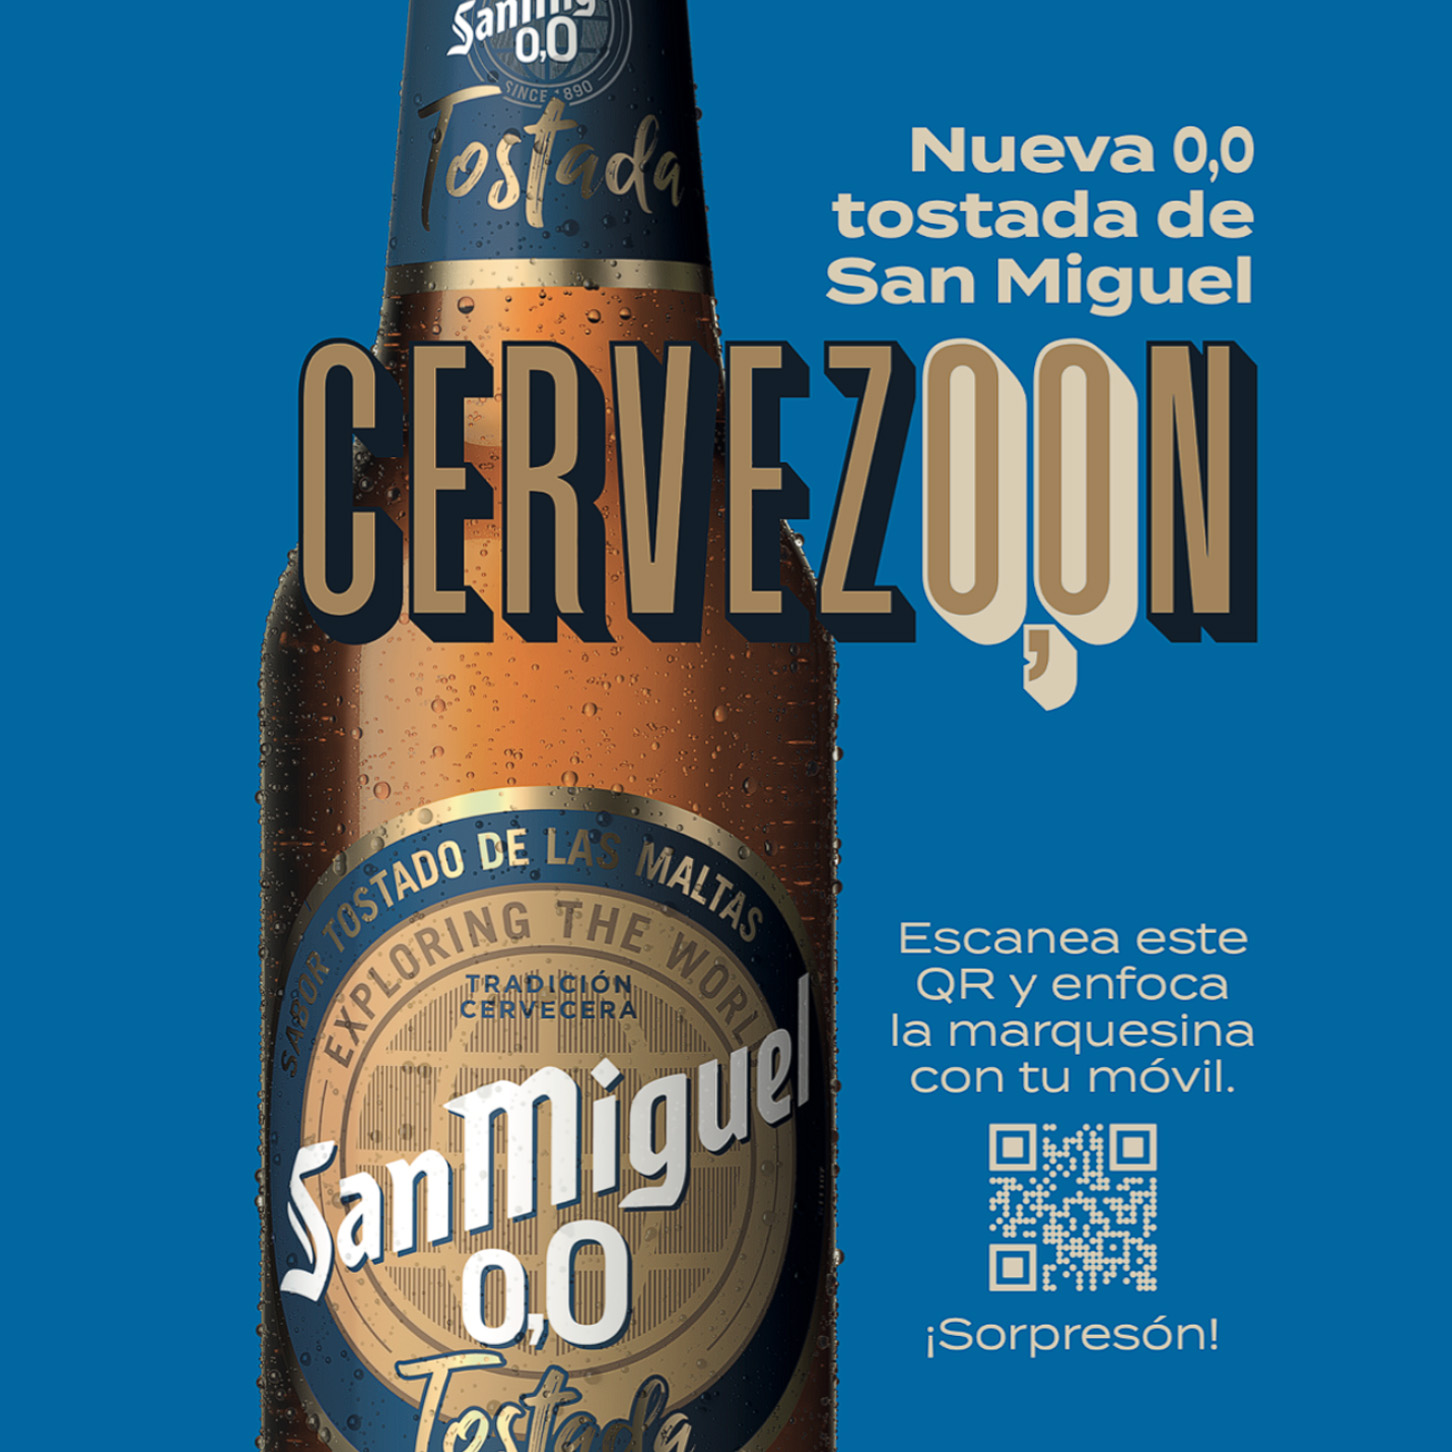 SanMig
0,0
SINCE 1890
Tostada
Nueva 0,0
tostada de
San Miguel
CERVEZ0,0N
SABOR TOSTADO DE LAS MALTAS
EXPLORING THE WORLD
TRADICIÓN
CERVECERA
San Miguel
0,0
Tostada
Escanea este
QR y enfoca
la marquesina
con tu móvil.
¡Sorpresón!